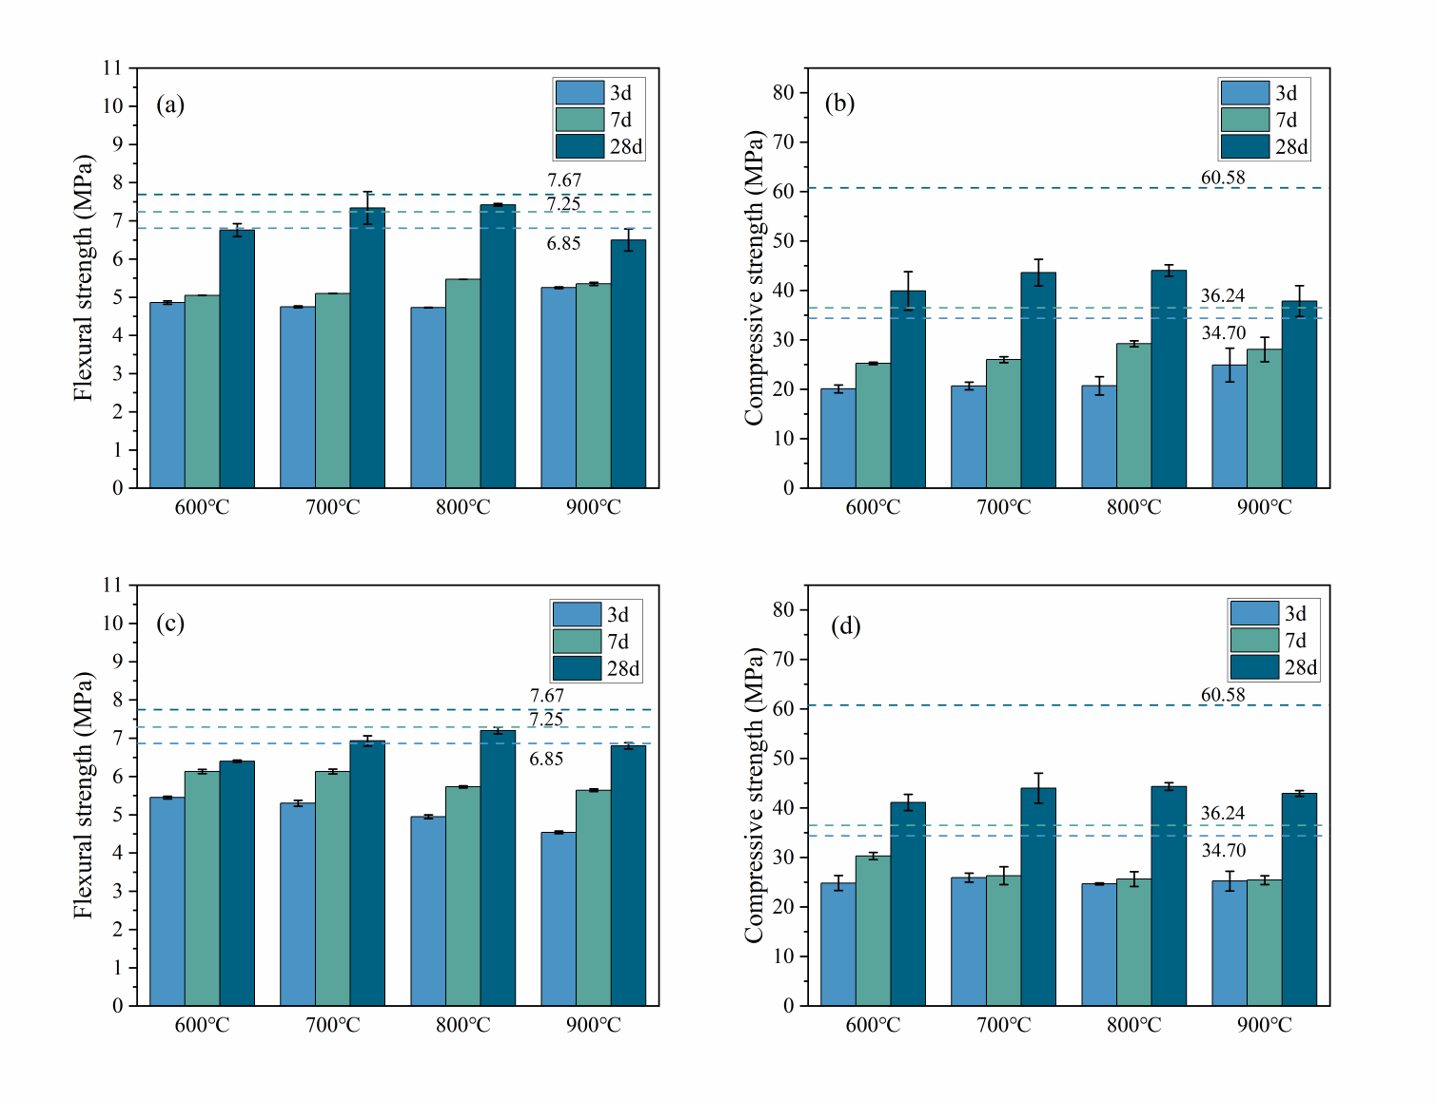 (a)
3d
7d
28d
Flexural strength (MPa)
11
10
9
8
7
6
5
4
3
2
1
0
7.67
7.25
6.85
600℃ 700℃ 800℃ 900℃
(b)
3d
7d
28d
Compressive strength (MPa)
80
70
60
50
40
30
20
10
0
60.58
36.24
34.70
600℃ 700℃ 800℃ 900℃
(c)
3d
7d
28d
Flexural strength (MPa)
11
10
9
8
7
6
5
4
3
2
1
0
7.67
7.25
6.85
600℃ 700℃ 800℃ 900℃
(d)
3d
7d
28d
Compressive strength (MPa)
80
70
60
50
40
30
20
10
0
60.58
36.24
34.70
600℃ 700℃ 800℃ 900℃